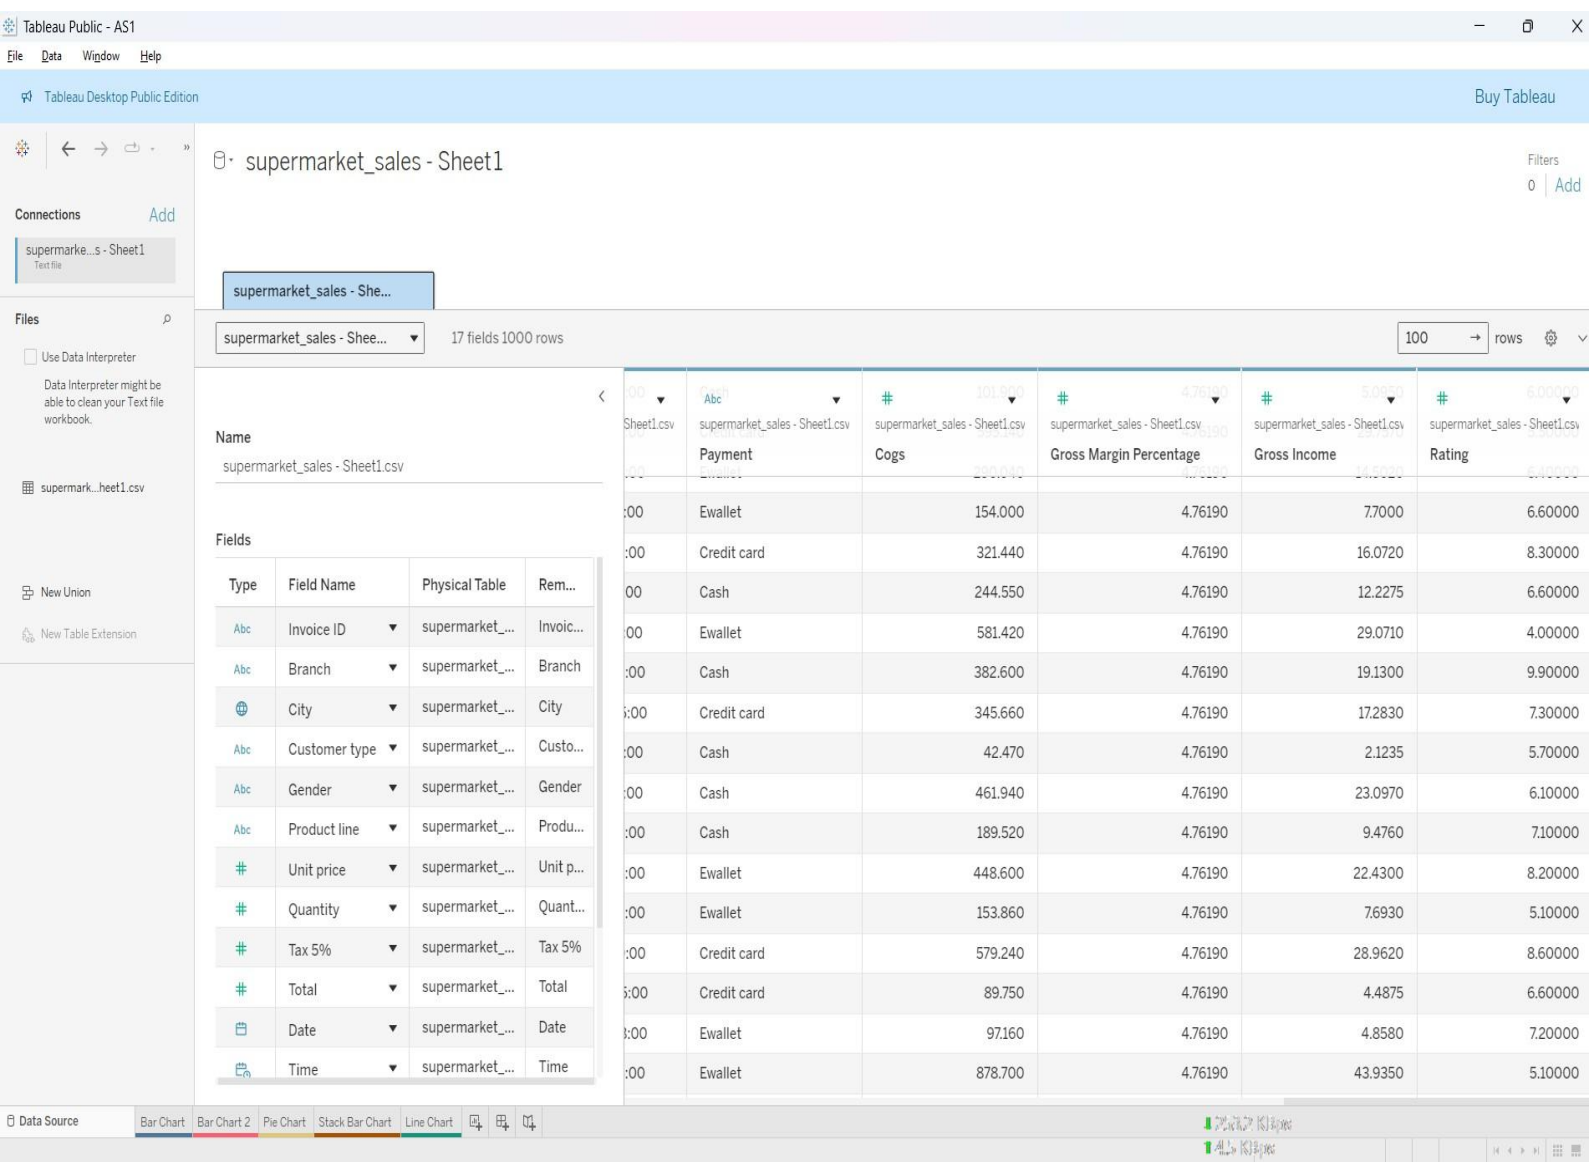 Tableau Public - AS1
File Data Window Help
Tableau Desktop Public Edition
Buy Tableau
supermarket_sales - Sheet1
Filters
0 Add
Connections Add
supermarke...s - Sheet1
Text file
supermarket_sales - She...
Files
Use Data Interpreter
Data Interpreter might be
able to clean your Text file
workbook.
supermark...heet1.csv
New Union
New Table Extension
supermarket_sales - Shee...
17 fields 1000 rows
100 → rows
Name
supermarket_sales - Sheet1.csv
Fields
Type Field Name Physical Table Rem...
Abc Invoice ID supermarket_... Invoic...
Abc Branch supermarket_... Branch
City supermarket_... City
Abc Customer type supermarket_... Custo...
Abc Gender supermarket_... Gender
Abc Product line supermarket_... Produ...
# Unit price supermarket_... Unit p...
# Quantity supermarket_... Quant...
# Tax 5% supermarket_... Tax 5%
# Total supermarket_... Total
Date supermarket_... Date
Time supermarket_... Time
Abc # # # #
Sheet1.csv supermarket_sales - Sheet1.csv supermarket_sales - Sheet1.csv supermarket_sales - Sheet1.csv supermarket_sales - Sheet1.csv supermarket_sales - Sheet1.csv
Payment Cogs Gross Margin Percentage Gross Income Rating
:00 Ewallet 154.000 4.76190 7.7000 6.60000
:00 Credit card 321.440 4.76190 16.0720 8.30000
00 Cash 244.550 4.76190 12.2275 6.60000
:00 Ewallet 581.420 4.76190 29.0710 4.00000
:00 Cash 382.600 4.76190 19.1300 9.90000
:00 Credit card 345.660 4.76190 17.2830 7.30000
:00 Cash 42.470 4.76190 2.1235 5.70000
:00 Cash 461.940 4.76190 23.0970 6.10000
:00 Cash 189.520 4.76190 9.4760 7.10000
:00 Ewallet 448.600 4.76190 22.4300 8.20000
:00 Ewallet 153.860 4.76190 7.6930 5.10000
:00 Credit card 579.240 4.76190 28.9620 8.60000
:00 Credit card 89.750 4.76190 4.4875 6.60000
:00 Ewallet 97.160 4.76190 4.8580 7.20000
:00 Ewallet 878.700 4.76190 43.9350 5.10000
Data Source Bar Chart Bar Chart 2 Pie Chart Stack Bar Chart Line Chart